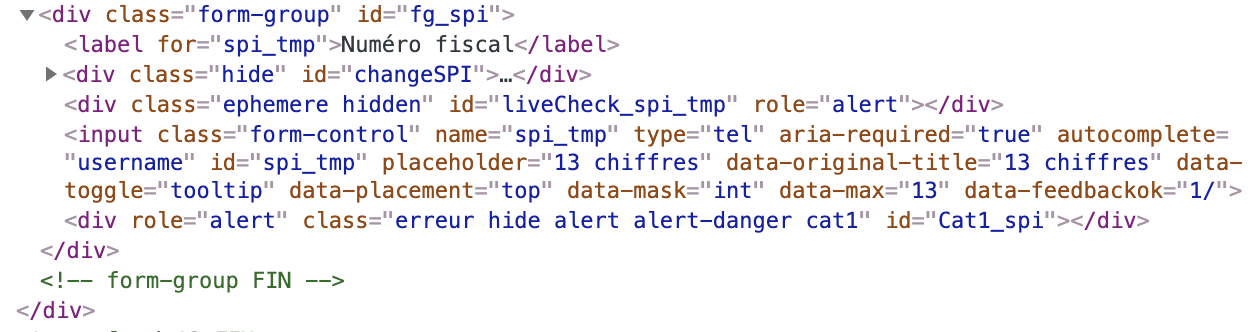 ▼<div class="form-group" id="fg_spi">
<label for="spi_tmp">Numéro fiscal</label>
▶<div class="hide" id="changeSPI">…</div>
<div class="ephemere hidden" id="liveCheck_spi_tmp" role="alert"></div>
<input class="form-control" name="spi_tmp" type="tel" aria-required="true" autocomplete=
"username" id="spi_tmp" placeholder="13 chiffres" data-original-title="13 chiffres" data-
toggle="tooltip" data-placement="top" data-mask="int" data-max="13" data-feedbackok="1/">
<div role="alert" class="erreur hide alert alert-danger cat1" id="Cat1_spi"></div>
</div>
<!-- form-group FIN -->
</div>